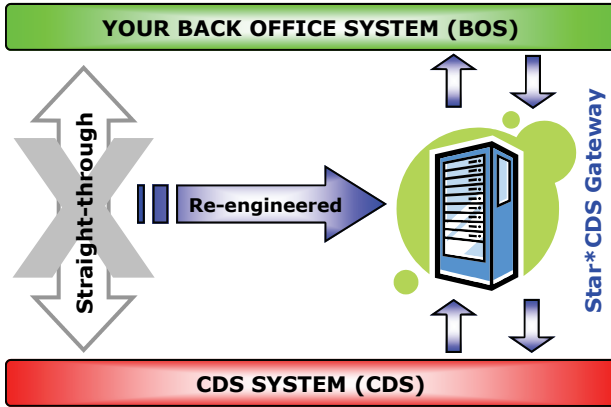 YOUR BACK OFFICE SYSTEM (BOS)
Straight-through
Re-engineered
Star*CDS Gateway
CDS SYSTEM (CDS)